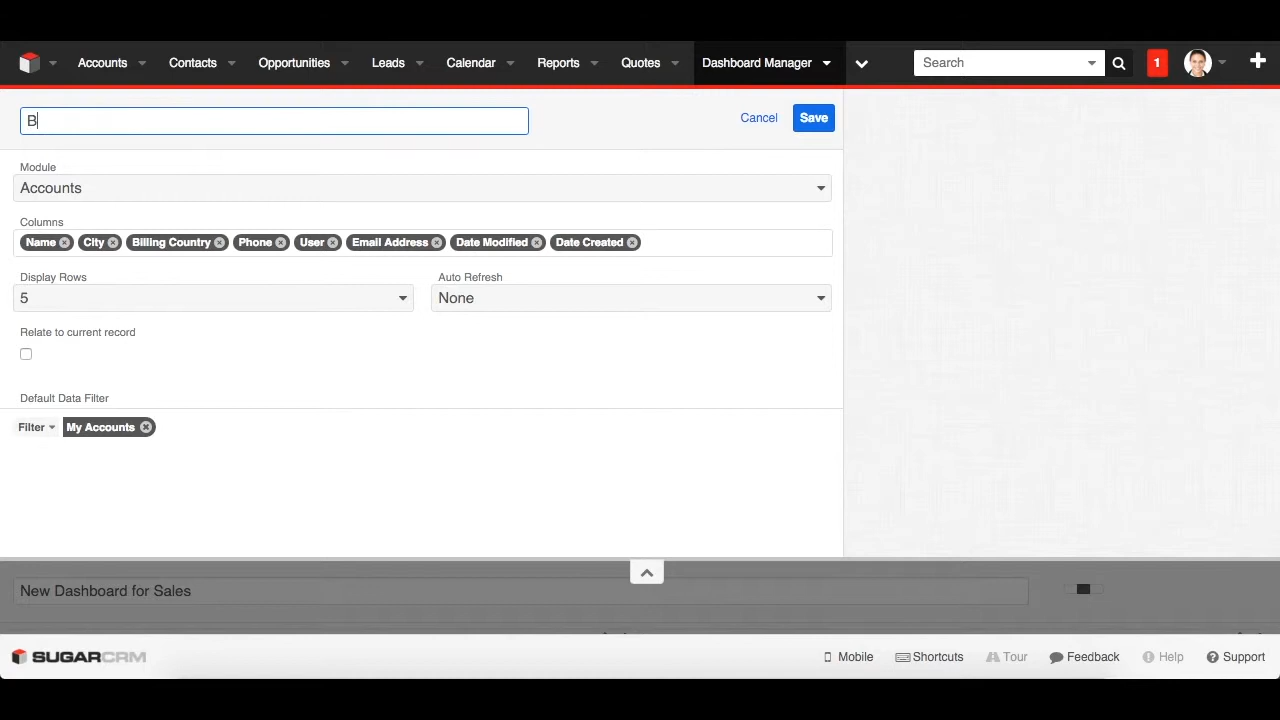 Accounts Contacts Opportunities Leads Calendar Reports Quotes Dashboard Manager Search 1
B Cancel Save
Module
Accounts
Columns
Name City Billing Country Phone User Email Address Date Modified Date Created
Display Rows Auto Refresh
5 None
Relate to current record
Default Data Filter
Filter My Accounts
New Dashboard for Sales
SUGARCRM Mobile Shortcuts Tour Feedback Help Support